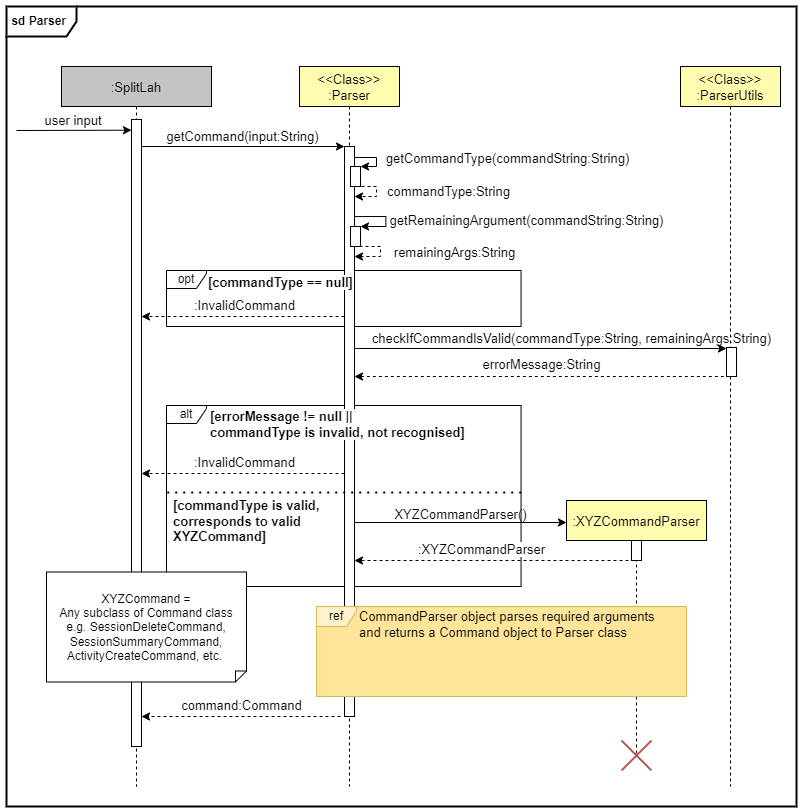 sd Parser
:SplitLah
<<Class>>
:Parser
<<Class>>
:ParserUtils
user input
getCommand(input:String)
getCommandType(commandString:String)
commandType:String
getRemainingArgument(commandString:String)
remainingArgs:String
opt
[commandType == null]
:InvalidCommand
checkIfCommandIsValid(commandType:String, remainingArgs:String)
errorMessage:String
alt
[errorMessage != null ||
commandType is invalid, not recognised]
:InvalidCommand
[commandType is valid,
corresponds to valid
XYZCommand]
XYZCommandParser()
:XYZCommandParser
:XYZCommandParser
XYZCommand =
Any subclass of Command class
e.g. SessionDeleteCommand,
SessionSummaryCommand,
ActivityCreateCommand, etc.
ref
CommandParser object parses required arguments
and returns a Command object to Parser class
command:Command